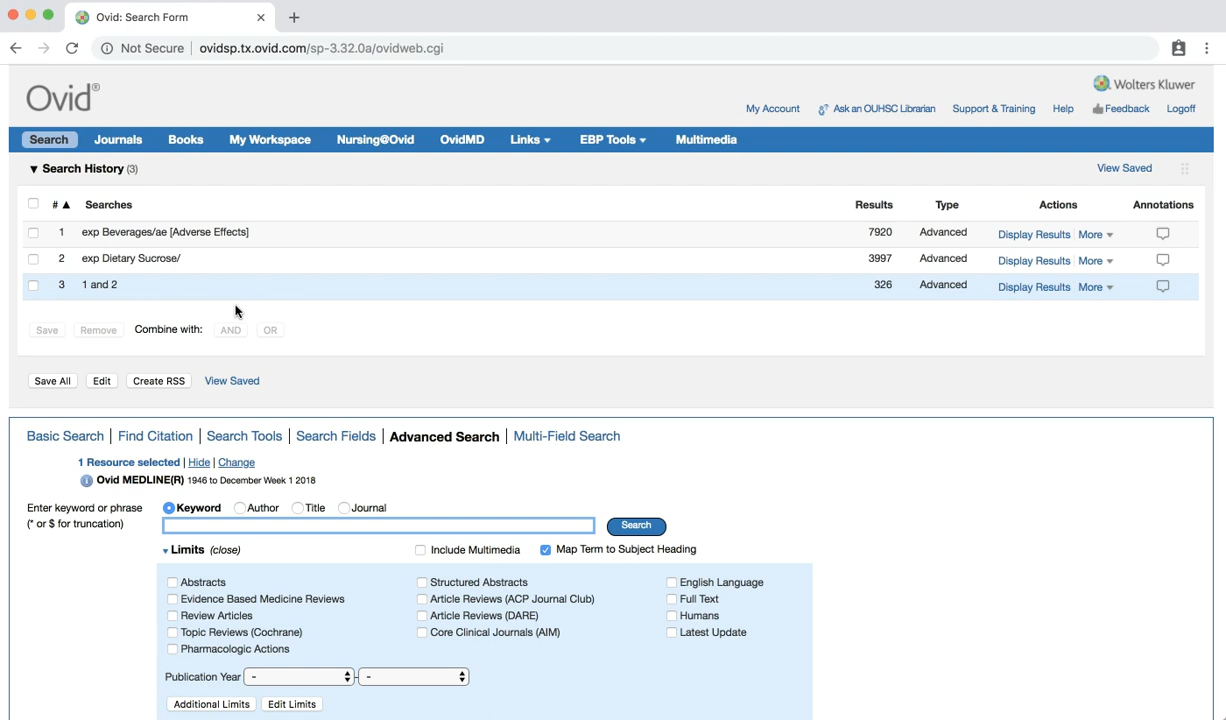 Ovid: Search Form
Not Secure ovidsp.tx.ovid.com/sp-3.32.0a/ovidweb.cgi
Ovid®
Wolters Kluwer
My Account Ask an OUHSC Librarian Support & Training Help Feedback Logoff
Search Journals Books My Workspace Nursing@Ovid OvidMD Links EBP Tools Multimedia
Search History (3) View Saved
# ▲ Searches Results Type Actions Annotations
1 exp Beverages/ae [Adverse Effects] 7920 Advanced Display Results More
2 exp Dietary Sucrose/ 3997 Advanced Display Results More
3 1 and 2 326 Advanced Display Results More
Save Remove Combine with: AND OR
Save All Edit Create RSS View Saved
Basic Search | Find Citation | Search Tools | Search Fields | Advanced Search | Multi-Field Search
1 Resource selected | Hide | Change
Ovid MEDLINE(R) 1946 to December Week 1 2018
Enter keyword or phrase
(* or $ for truncation)
Keyword Author Title Journal
Search
Limits (close) Include Multimedia Map Term to Subject Heading
Abstracts Structured Abstracts English Language
Evidence Based Medicine Reviews Article Reviews (ACP Journal Club) Full Text
Review Articles Article Reviews (DARE) Humans
Topic Reviews (Cochrane) Core Clinical Journals (AIM) Latest Update
Pharmacologic Actions
Publication Year - - -
Additional Limits Edit Limits